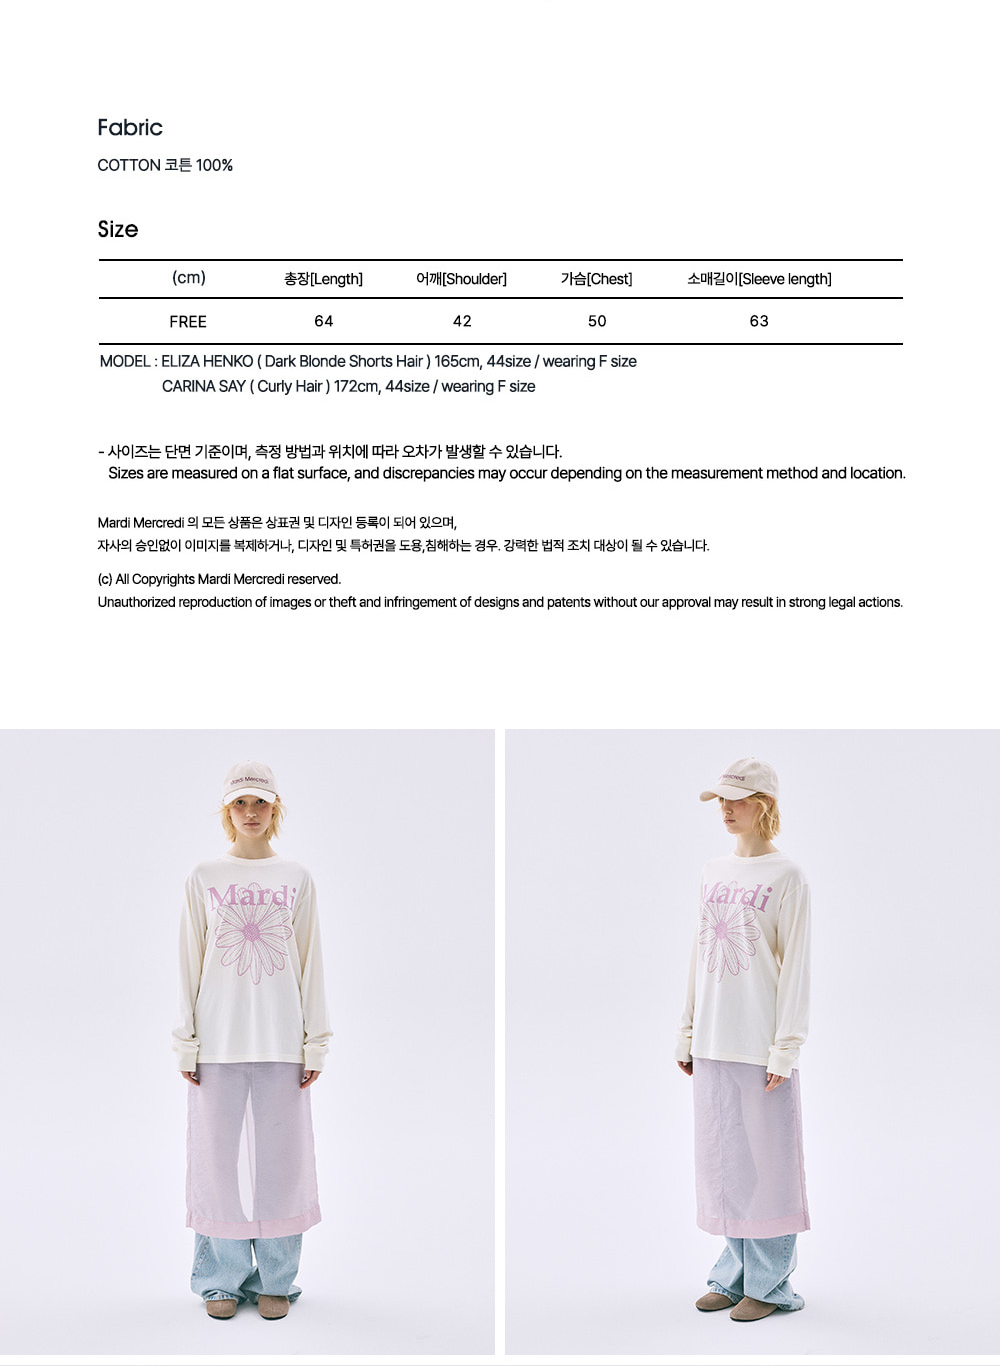 Fabric
COTTON 코튼 100%
Size
(cm) 총장[Length] 어깨[Shoulder] 가슴[Chest] 소매길이[Sleeve length]
FREE 64 42 50 63
MODEL : ELIZA HENKO ( Dark Blonde Shorts Hair ) 165cm, 44size / wearing F size
CARINA SAY ( Curly Hair ) 172cm, 44size / wearing F size
- 사이즈는 단면 기준이며, 측정 방법과 위치에 따라 오차가 발생할 수 있습니다.
Sizes are measured on a flat surface, and discrepancies may occur depending on the measurement method and location.
Mardi Mercredi 의 모든 상품은 상표권 및 디자인 등록이 되어 있으며,
자사의 승인없이 이미지를 복제하거나, 디자인 및 특허권을 도용,침해하는 경우. 강력한 법적 조치 대상이 될 수 있습니다.
(c) All Copyrights Mardi Mercredi reserved.
Unauthorized reproduction of images or theft and infringement of designs and patents without our approval may result in strong legal actions.
Mardi Mercredi
Mardi
Mercredi
Mardi